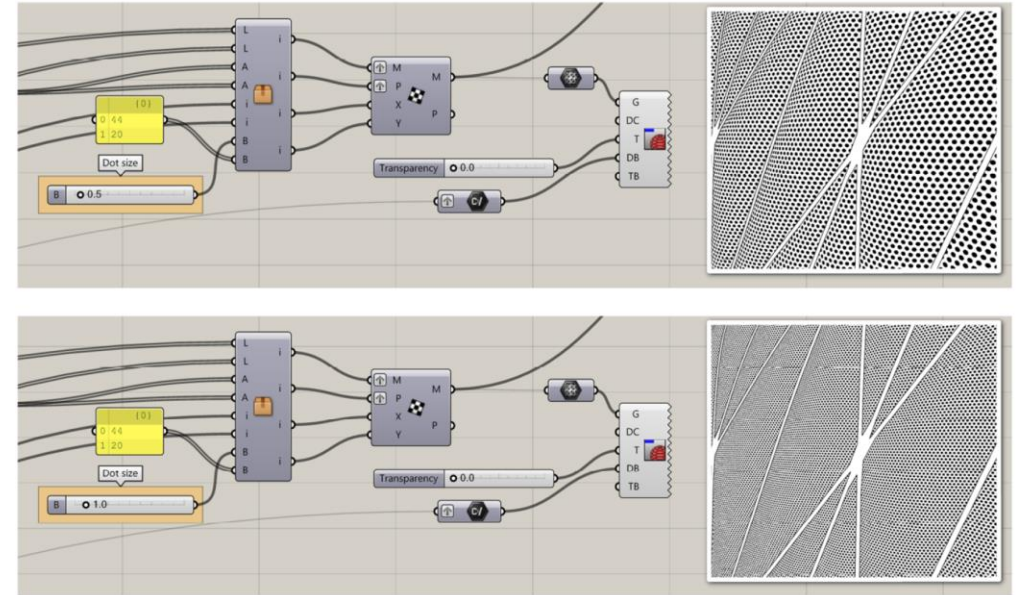 L
L
i
A
A
i
i
i
B
i
B
M
P
M
X
P
Y
{0}
0 44
1 20
Dot size
B 0.5
Transparency 0.0
C/
G
DC
T
DB
TB
L
L
i
A
A
i
i
i
B
i
B
M
P
M
X
P
Y
{0}
0 44
1 20
Dot size
B 1.0
Transparency 0.0
C/
G
DC
T
DB
TB